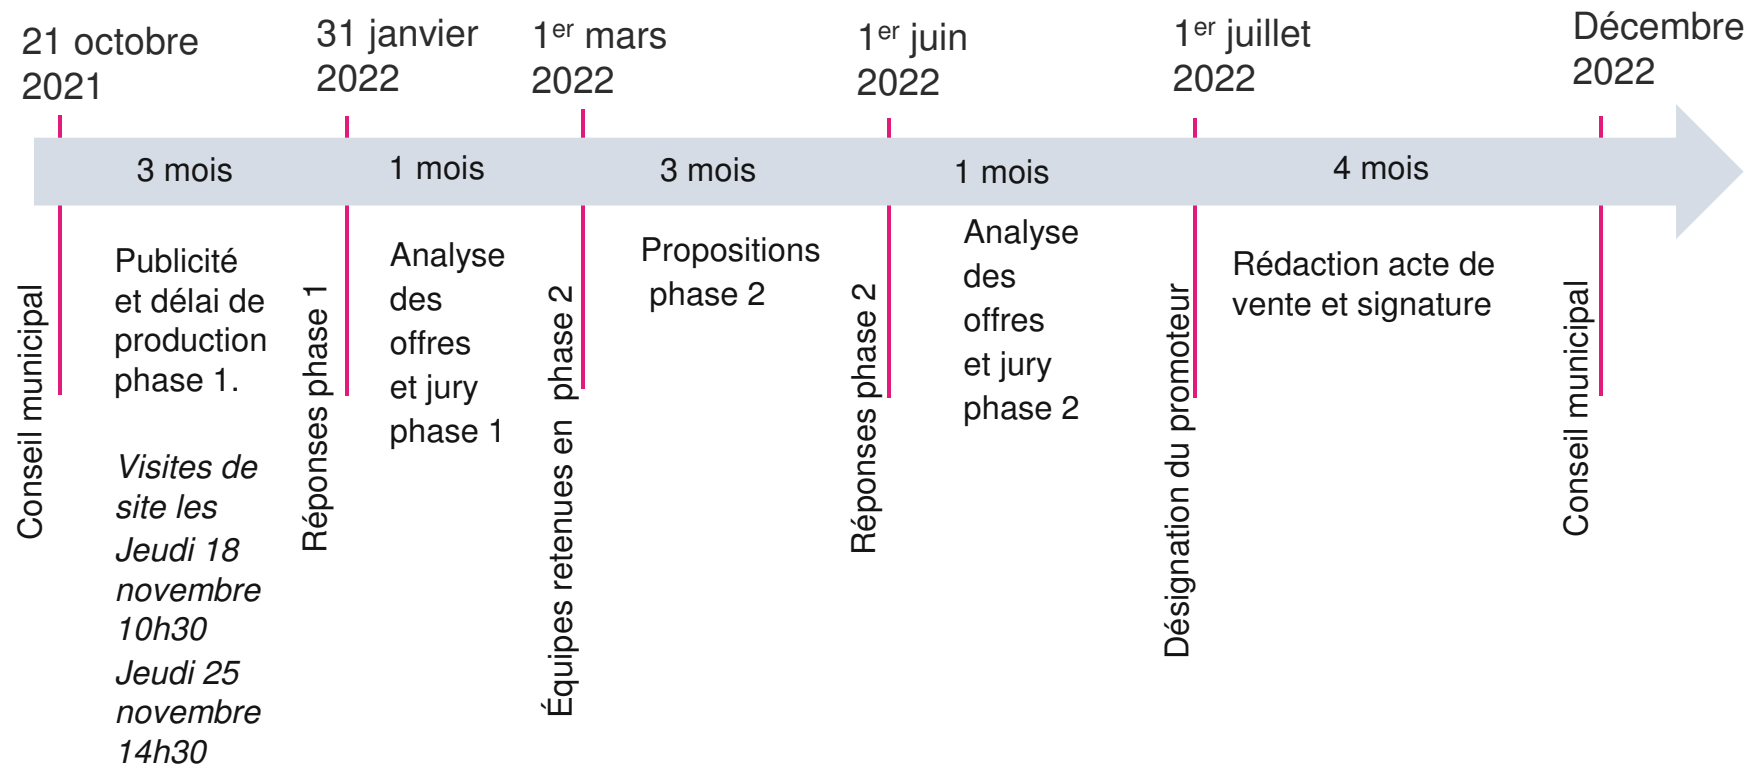 21 octobre
2021
31 janvier
2022
1er mars
2022
1er juin
2022
1er juillet
2022
Décembre
2022
3 mois
1 mois
3 mois
1 mois
4 mois
Conseil municipal
Publicité
et délai de
production
phase 1.
Visites de
site les
Jeudi 18
novembre
10h30
Jeudi 25
novembre
14h30
Réponses phase 1
Analyse
des
offres
et jury
phase 1
Équipes retenues en phase 2
Propositions
phase 2
Réponses phase 2
Analyse
des
offres
et jury
phase 2
Désignation du promoteur
Rédaction acte de
vente et signature
Conseil municipal